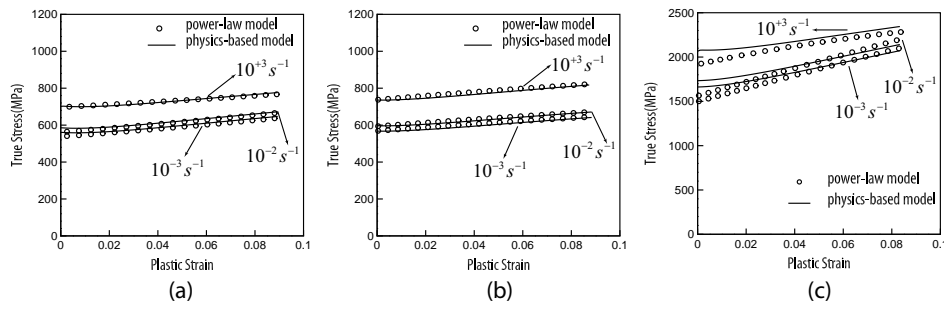 1200
1000
800
600
400
200
0
True Stress(MPa)
power-law model
physics-based model
10⁺³ s⁻¹
10⁻³ s⁻¹
10⁻² s⁻¹
0 0.02 0.04 0.06 0.08 0.1
Plastic Strain
(a)
1200
1000
800
600
400
200
0
True Stress(MPa)
power-law model
physics-based model
10⁺³ s⁻¹
10⁻³ s⁻¹
10⁻² s⁻¹
0 0.02 0.04 0.06 0.08 0.1
Plastic Strain
(b)
2500
2000
1500
1000
500
0
True Stress(MPa)
10⁺³ s⁻¹
10⁻² s⁻¹
10⁻³ s⁻¹
power-law model
physics-based model
0 0.02 0.04 0.06 0.08 0.1
Plastic Strain
(c)